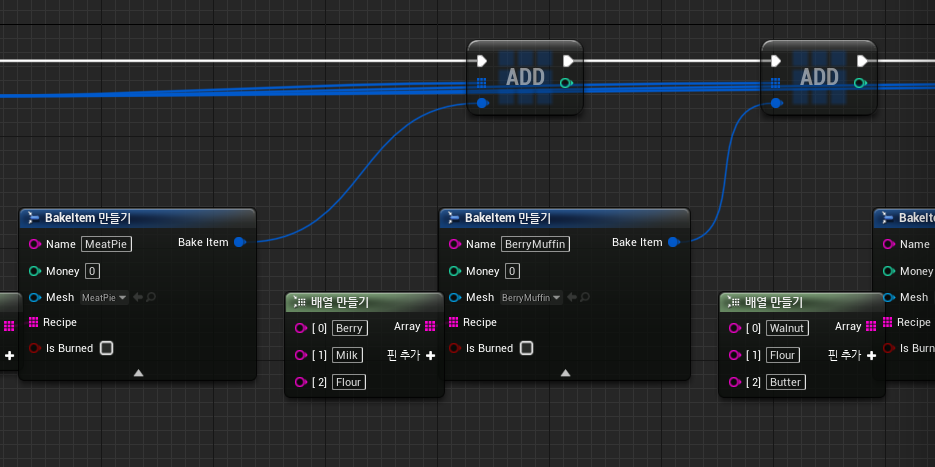 ADD
ADD
BakeItem 만들기
Name MeatPie Bake Item
Money 0
Mesh MeatPie
Recipe
Is Burned
배열 만들기
[ 0] Berry Array
[ 1] Milk 핀 추가
[ 2] Flour
BakeItem 만들기
Name BerryMuffin Bake Item
Money 0
Mesh BerryMuffin
Recipe
Is Burned
배열 만들기
[ 0] Walnut Array
[ 1] Flour 핀 추가
[ 2] Butter
Name
Money
Mesh
Recipe